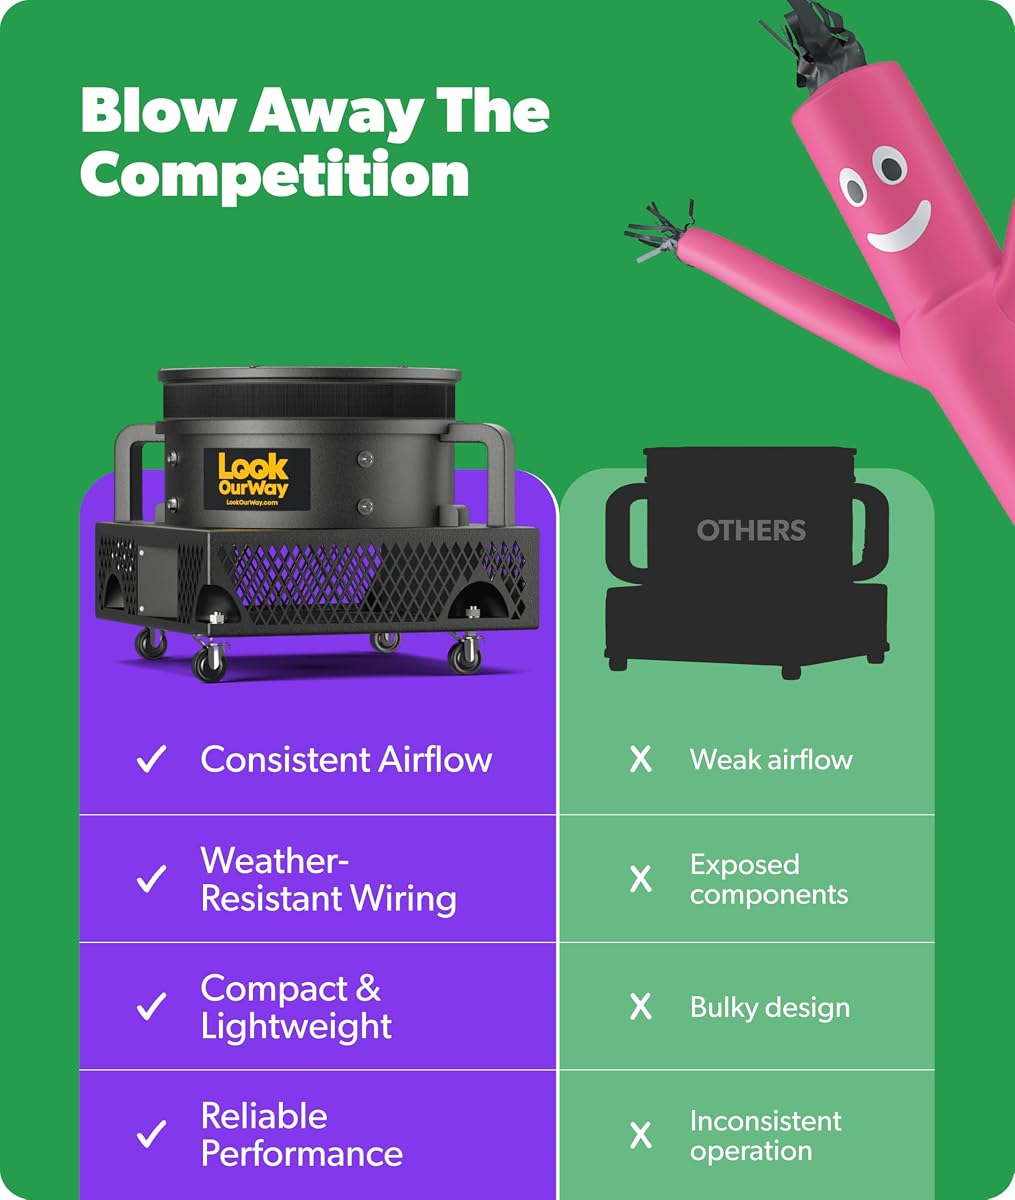 Blow Away The
Competition
Look
OurWay
LookOurWay.com
OTHERS
Consistent Airflow
Weak airflow
Weather-
Resistant Wiring
Exposed
components
Compact &
Lightweight
Bulky design
Reliable
Performance
Inconsistent
operation